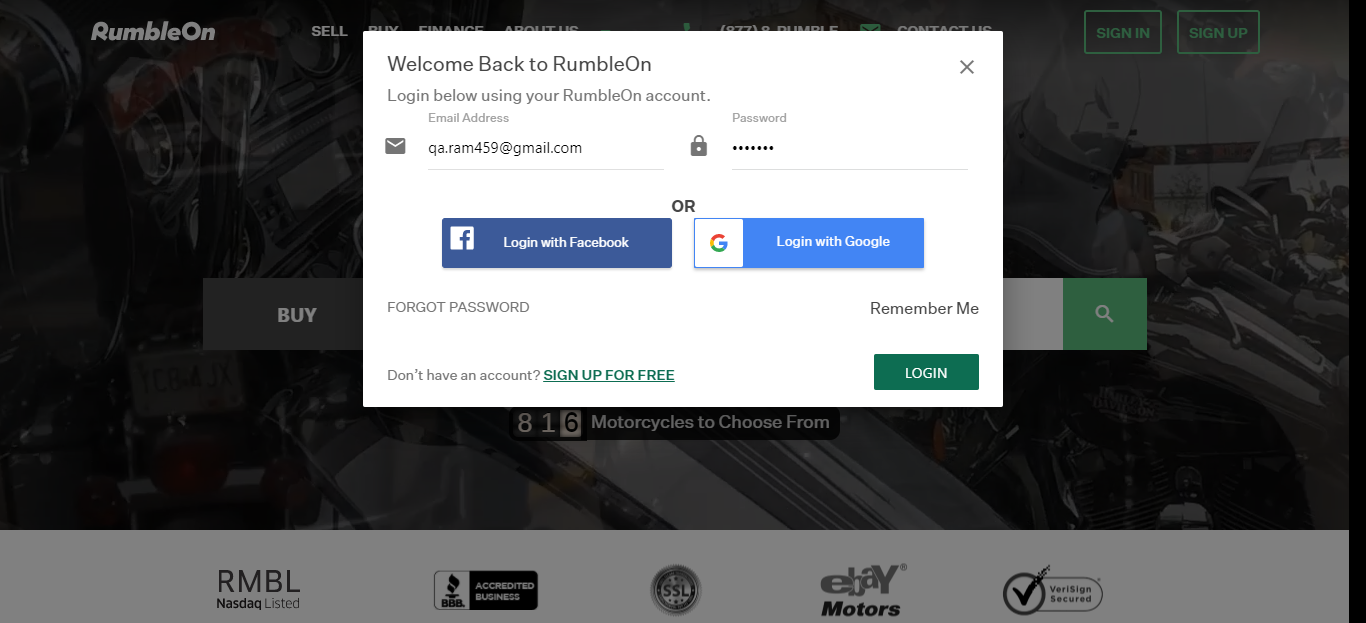 RumbleOn
SELL BUY FINANCE ABOUT US (877) 8-RUMBLE CONTACT US SIGN IN SIGN UP
Welcome Back to RumbleOn
Login below using your RumbleOn account.
Email Address Password
qa.ram459@gmail.com •••••••
OR
Login with Facebook Login with Google
BUY
FORGOT PASSWORD Remember Me
Don't have an account? SIGN UP FOR FREE LOGIN
816 Motorcycles to Choose From
RMBL
Nasdaq Listed
BBB. ACCREDITED
BUSINESS
SSL
ebay®
Motors
VeriSign
Secured